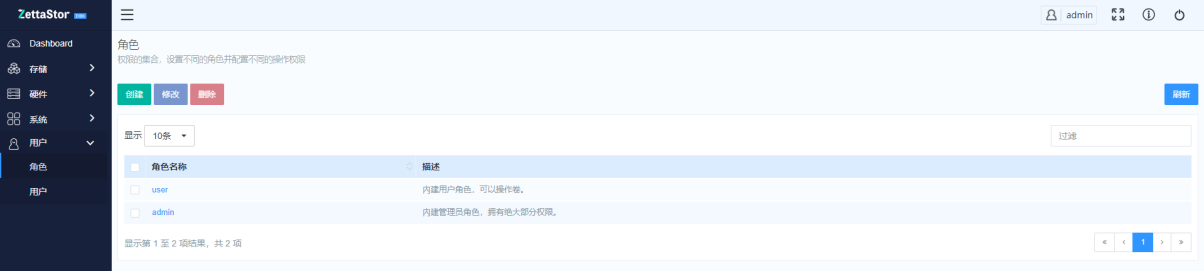 ZettaStor
admin
Dashboard
存储
硬件
系统
用户
角色
用户
角色
权限的集合，设置不同的角色并配置不同的操作权限
创建 修改 删除
刷新
显示 10条
过滤
角色名称 描述
user 内建用户角色，可以操作卷。
admin 内建管理员角色，拥有绝大部分权限。
显示第 1 至 2 项结果，共 2 项
« ‹ 1 › »